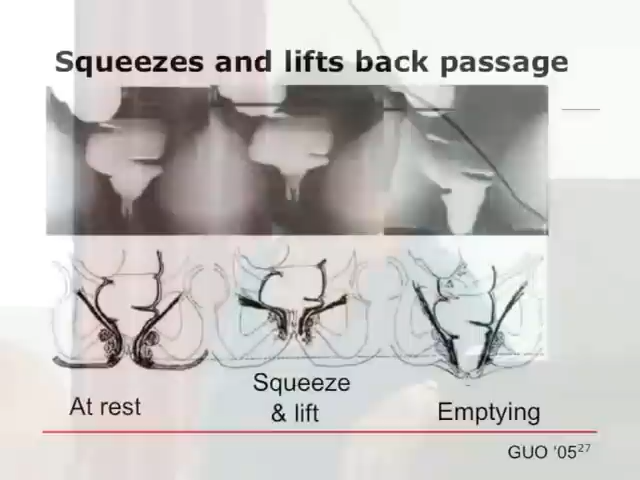 Squeezes and lifts back passage
At rest
Squeeze
& lift
Emptying
GUO ‘05²⁷